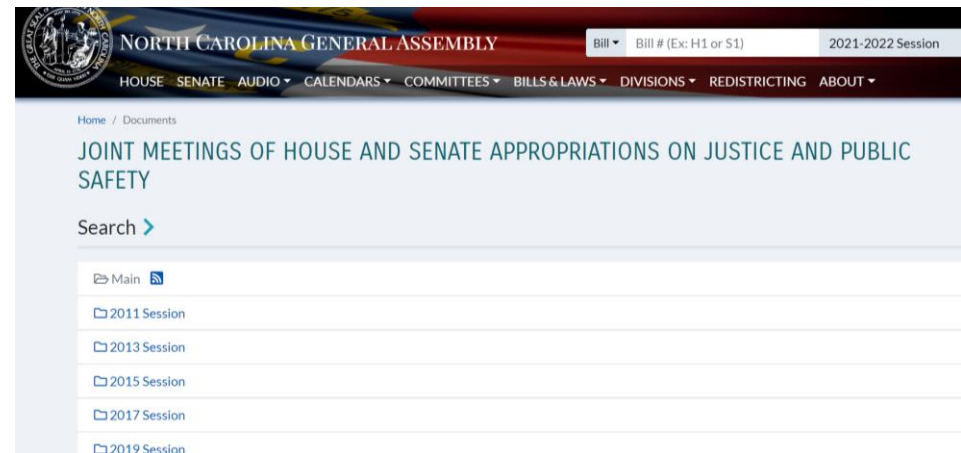 NORTH CAROLINA GENERAL ASSEMBLY
Bill Bill # (Ex: H1 or S1) 2021-2022 Session
HOUSE SENATE AUDIO CALENDARS COMMITTEES BILLS & LAWS DIVISIONS REDISTRICTING ABOUT
Home / Documents
JOINT MEETINGS OF HOUSE AND SENATE APPROPRIATIONS ON JUSTICE AND PUBLIC
SAFETY
Search
Main
2011 Session
2013 Session
2015 Session
2017 Session
2019 Session